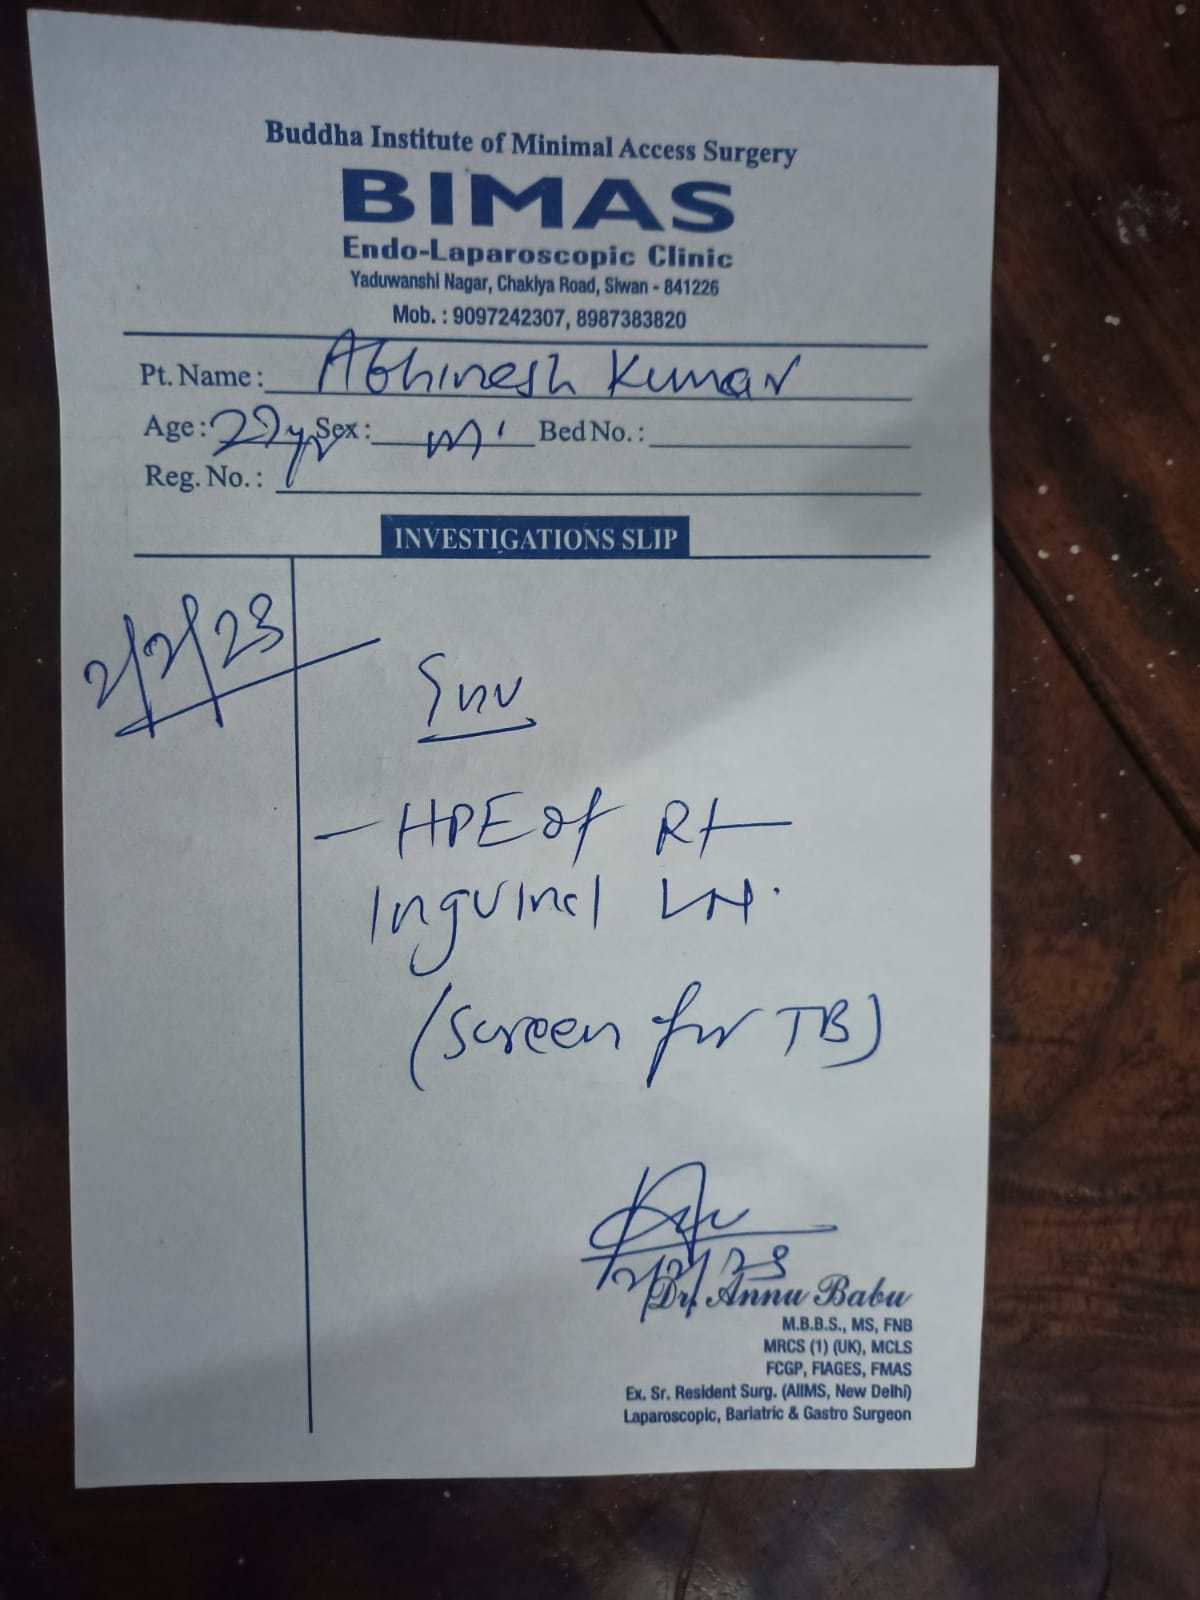 Buddha Institute of Minimal Access Surgery
BIMAS
Endo-Laparoscopic Clinic
Yaduwanshi Nagar, Chakiya Road, Siwan - 841226
Mob. : 9097242307, 8987383820
Pt. Name : Abhinesh Kumar
Age : Sex : M Bed No. :
Reg. No. :
INVESTIGATIONS SLIP
2/2/23
Inv
- HPE of Rt
Inguinal LN.
(Screen for TB)
2/2/23
Dr. Annu Babu
M.B.B.S., MS, FNB
MRCS (1) (UK), MCLS
FCGP, FIAGES, FMAS
Ex. Sr. Resident Surg. (AIIMS, New Delhi)
Laparoscopic, Bariatric & Gastro Surgeon